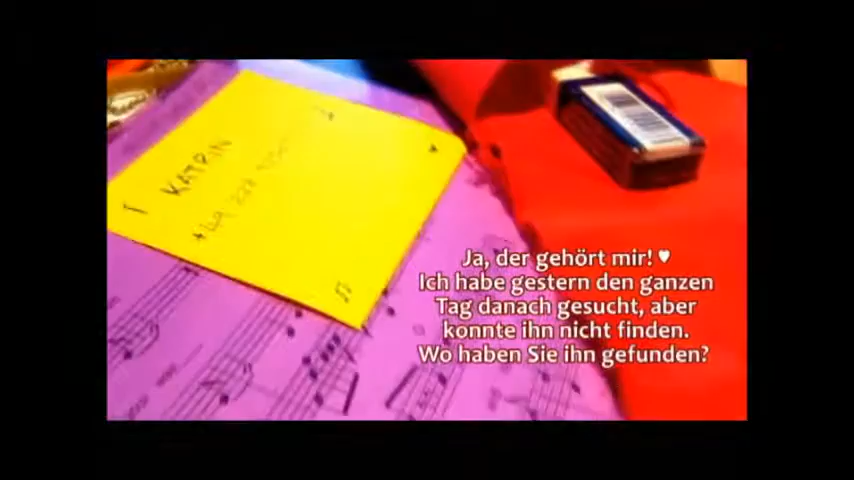 KATRIN
Ja, der gehört mir! ♥
Ich habe gestern den ganzen
Tag danach gesucht, aber
konnte ihn nicht finden.
Wo haben Sie ihn gefunden?